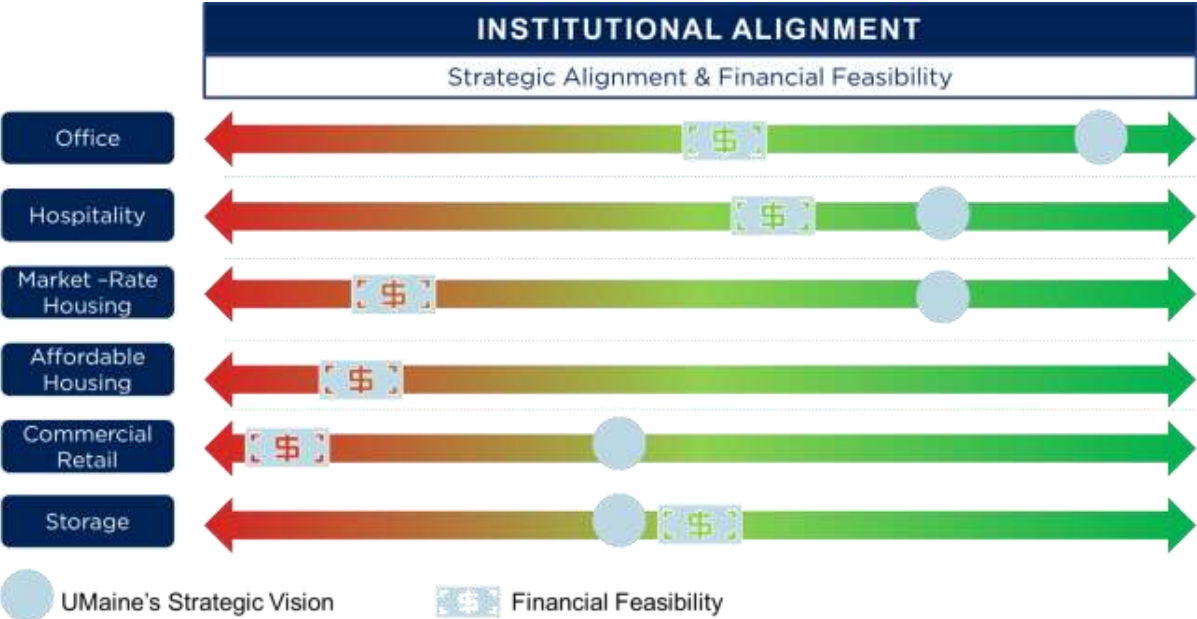 INSTITUTIONAL ALIGNMENT
Strategic Alignment & Financial Feasibility
Office
$
Hospitality
$
Market –Rate
Housing
$
Affordable
Housing
$
Commercial
Retail
$
Storage
$
UMaine's Strategic Vision
$ Financial Feasibility